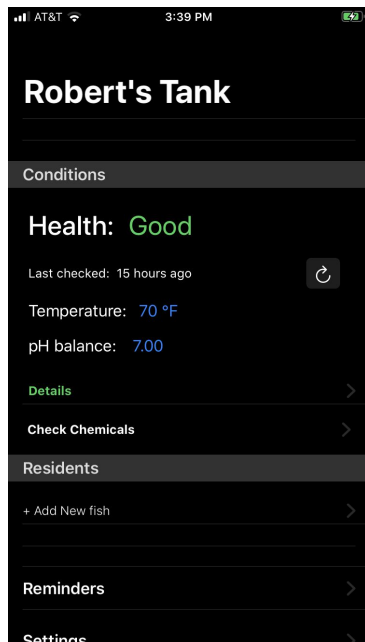 AT&T 3:39 PM
Robert's Tank
Conditions
Health: Good
Last checked: 15 hours ago
Temperature: 70 °F
pH balance: 7.00
Details
Check Chemicals
Residents
+ Add New fish
Reminders
Settings